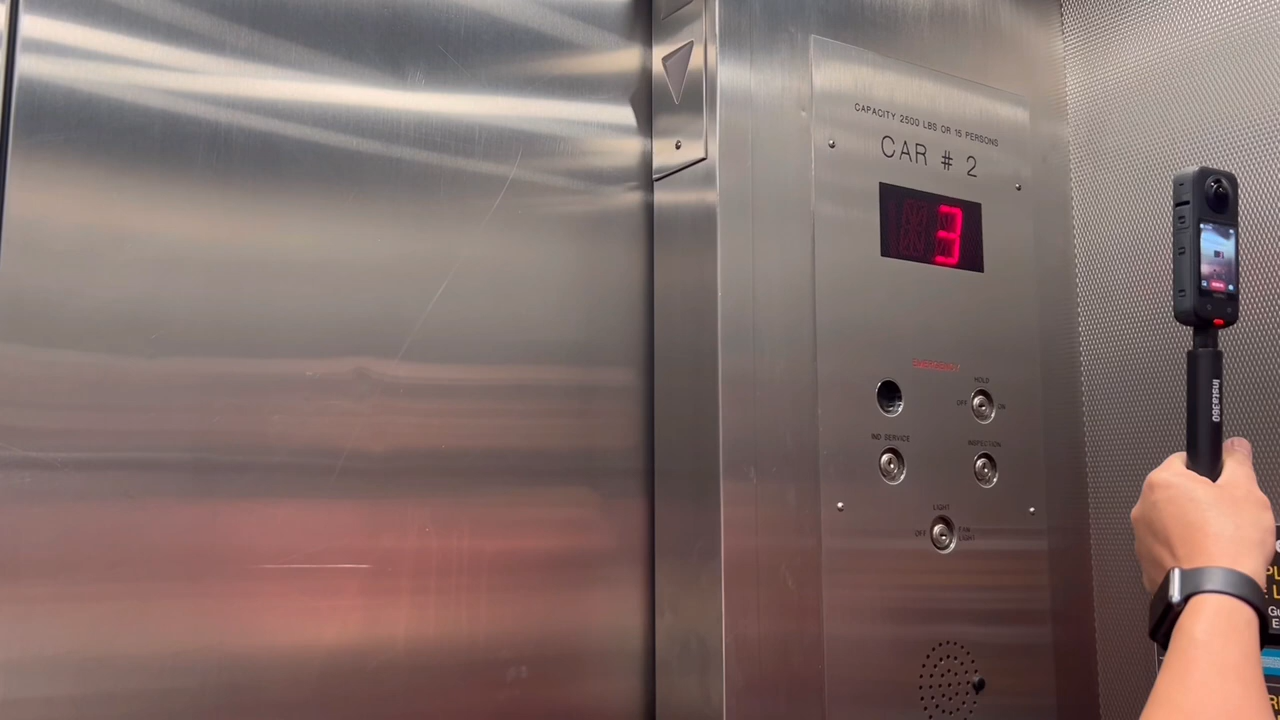 CAPACITY 2500 LBS OR 15 PERSONS
CAR # 2
3
EMERGENCY
HOLD
OFF ON
IND SERVICE
INSPECTION
LIGHT
OFF FAN
LIGHT
Insta360